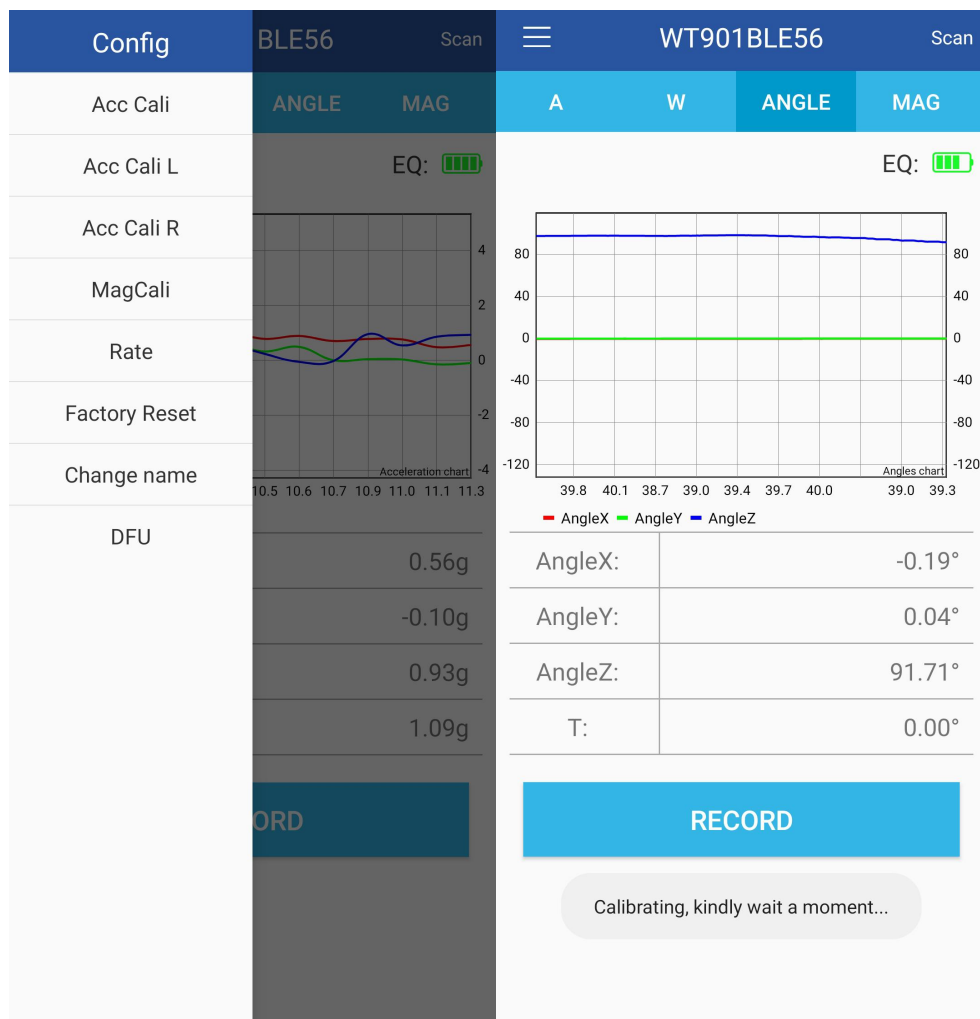 Config
Acc Cali
Acc Cali L
Acc Cali R
MagCali
Rate
Factory Reset
Change name
DFU
BLE56 Scan
ANGLE MAG
EQ:
4
2
0
-2
-4
Acceleration chart
10.5 10.6 10.7 10.9 11.0 11.1 11.3
0.56g
-0.10g
0.93g
1.09g
ORD
WT901BLE56 Scan
A W ANGLE MAG
EQ:
80 80
40 40
0 0
-40 -40
-80 -80
-120 -120
Angles chart
39.8 40.1 38.7 39.0 39.4 39.7 40.0 39.0 39.3
AngleX AngleY AngleZ
AngleX: -0.19°
AngleY: 0.04°
AngleZ: 91.71°
T: 0.00°
RECORD
Calibrating, kindly wait a moment...